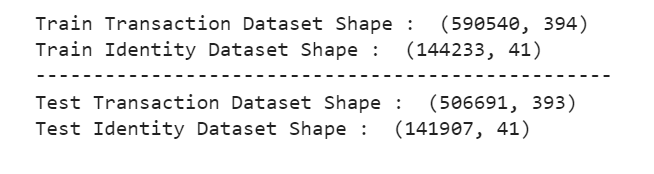 Train Transaction Dataset Shape :  (590540, 394)
Train Identity Dataset Shape :  (144233, 41)
---------------------------------------------------
Test Transaction Dataset Shape :  (506691, 393)
Test Identity Dataset Shape :  (141907, 41)